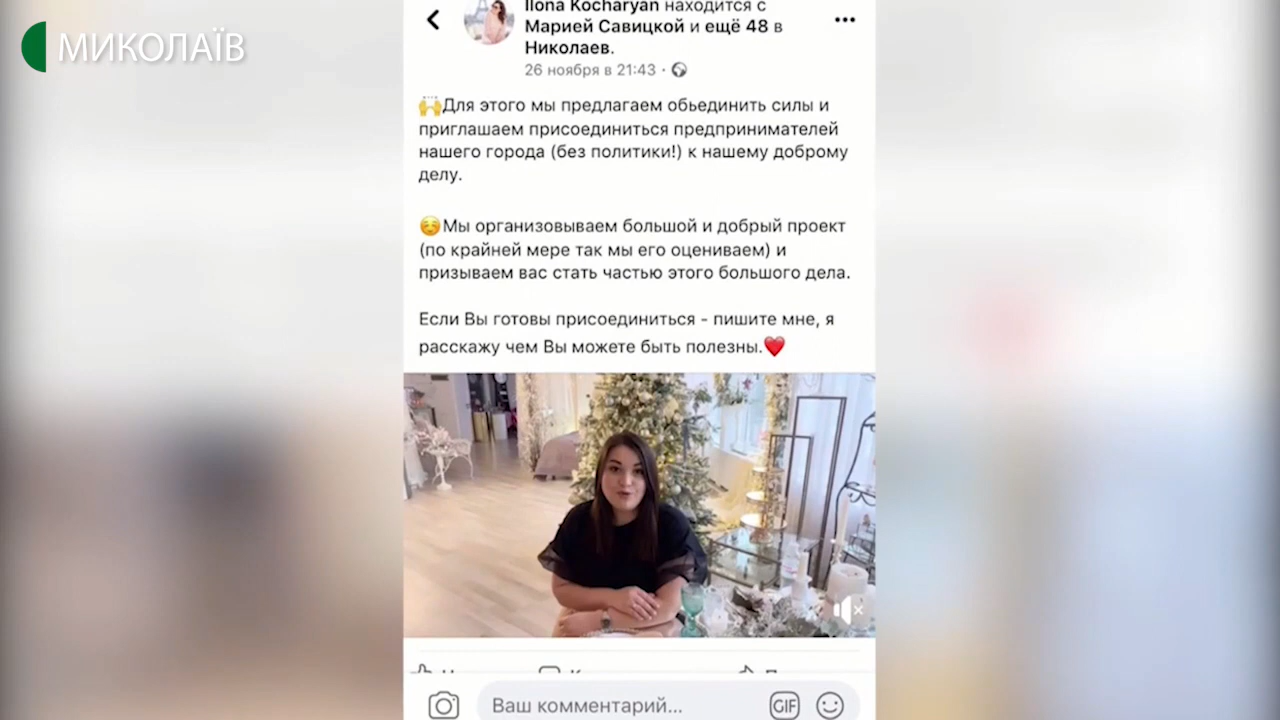 МИКОЛАЇВ
Ilona Kocharyan находится с
Марией Савицкой и ещё 48 в
Николаев.
26 ноября в 21:43 ·
Для этого мы предлагаем обьединить силы и
приглашаем присоединиться предпринимателей
нашего города (без политики!) к нашему доброму
делу.
Мы организовываем большой и добрый проект
(по крайней мере так мы его оцениваем) и
призываем вас стать частью этого большого дела.
Если Вы готовы присоединиться - пишите мне, я
расскажу чем Вы можете быть полезны.
Ваш комментарий...
GIF